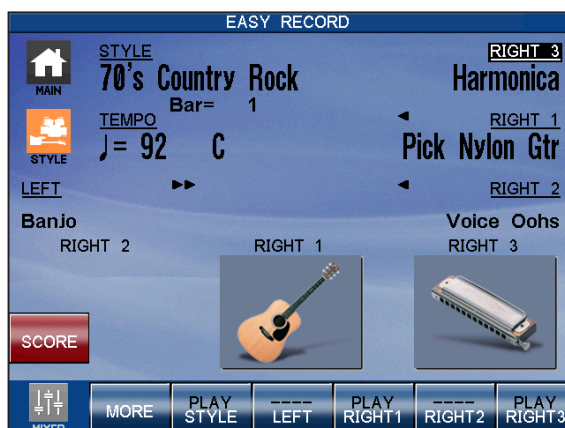 EASY RECORD
MAIN
STYLE
70's Country Rock
Bar= 1
RIGHT 3
Harmonica
STYLE
TEMPO
♩= 92 C
RIGHT 1
Pick Nylon Gtr
LEFT
RIGHT 2
Banjo
Voice Oohs
RIGHT 2
RIGHT 1
RIGHT 3
SCORE
MIXER
MORE
PLAY STYLE
---- LEFT
PLAY RIGHT1
---- RIGHT2
PLAY RIGHT3